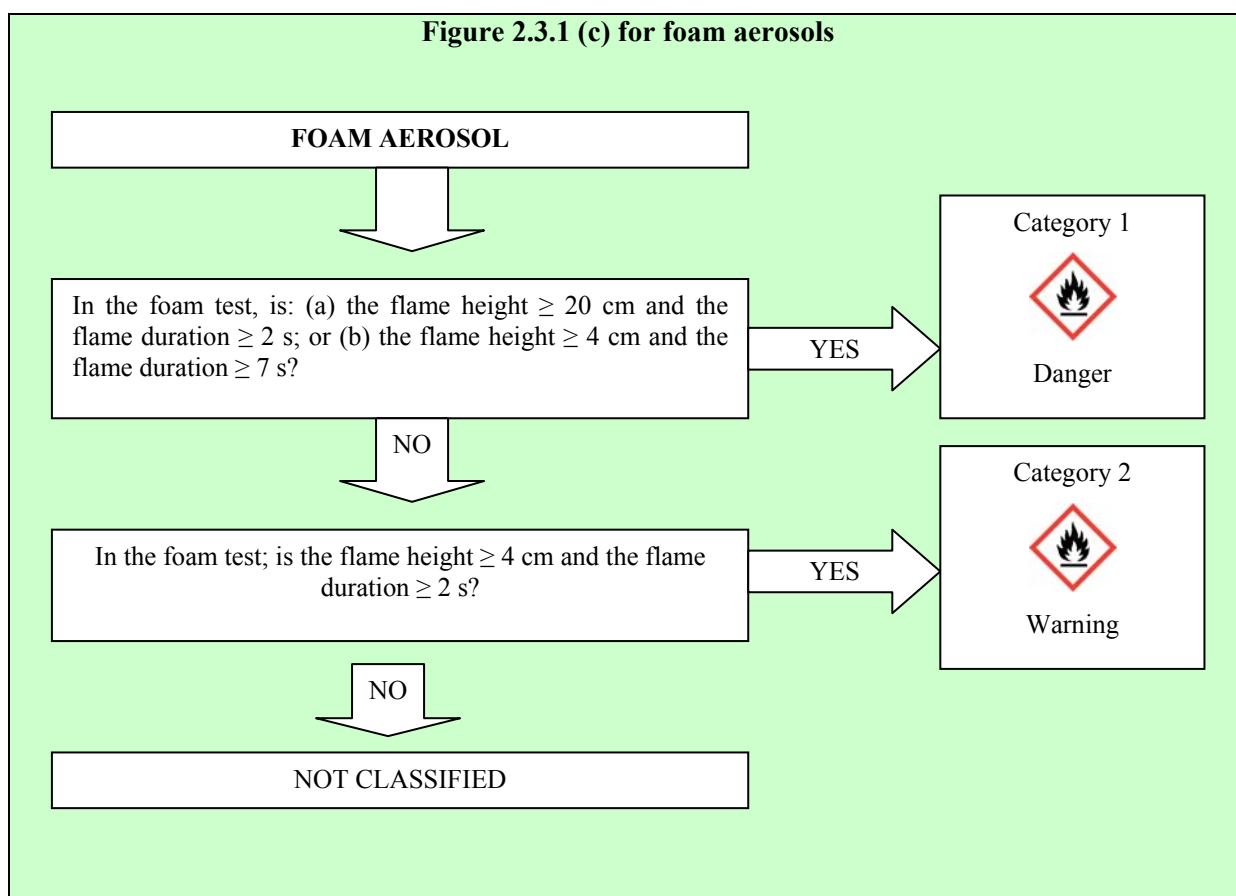 Figure 2.3.1 (c) for foam aerosols
FOAM AEROSOL
In the foam test, is: (a) the flame height ≥ 20 cm and the
flame duration ≥ 2 s; or (b) the flame height ≥ 4 cm and the
flame duration ≥ 7 s?
YES
Category 1
Danger
NO
In the foam test; is the flame height ≥ 4 cm and the flame
duration ≥ 2 s?
YES
Category 2
Warning
NO
NOT CLASSIFIED